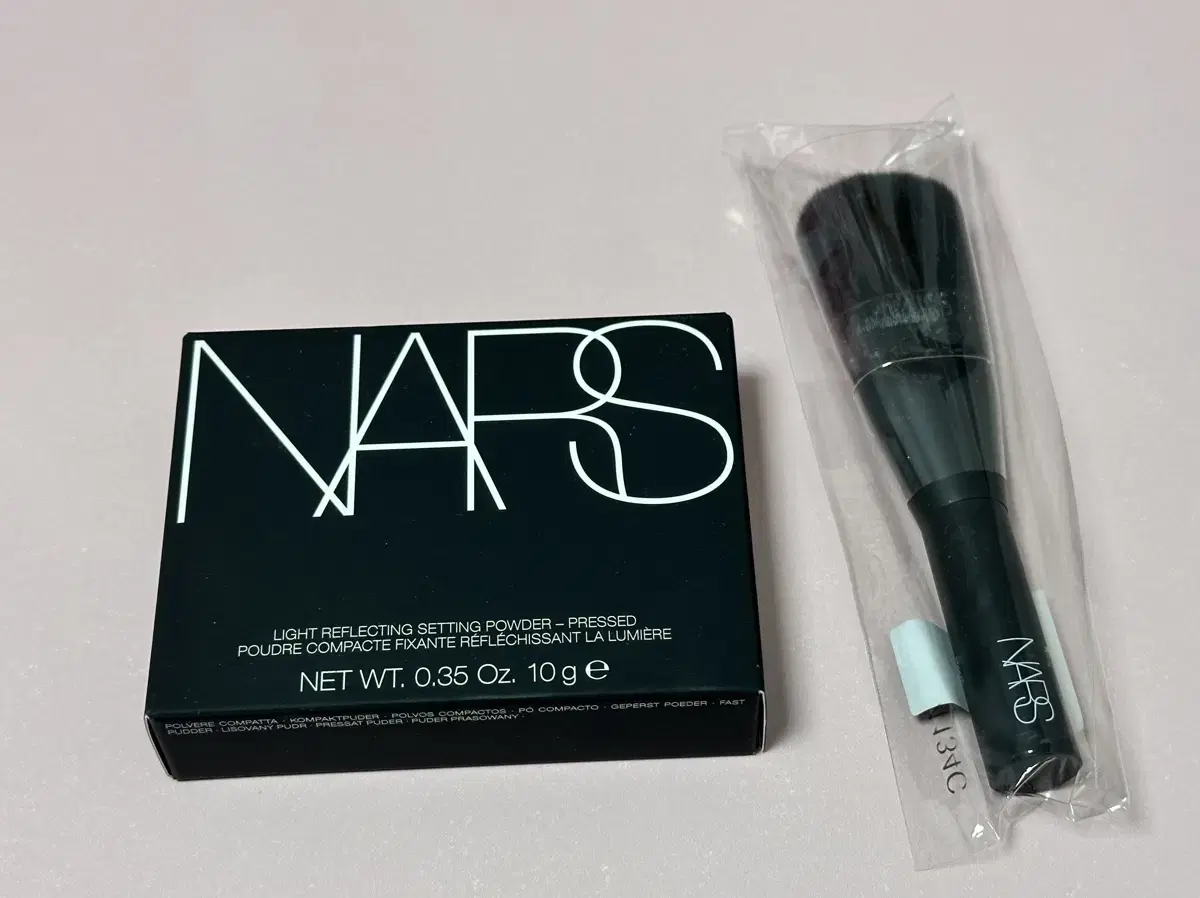 NARS
LIGHT REFLECTING SETTING POWDER – PRESSED
POUDRE COMPACTE FIXANTE RÉFLÉCHISSANT LA LUMIÈRE
NET WT. 0.35 Oz. 10 g ℮
POLVERE COMPATTA · KOMPAKTPUDER · POLVOS COMPACTOS · PÓ COMPACTO · GEPERST POEDER · FAST
PUDDER · LISOVANÝ PUDR · PRESSAT PUDER · PUDER PRASOWANY ·
NARS